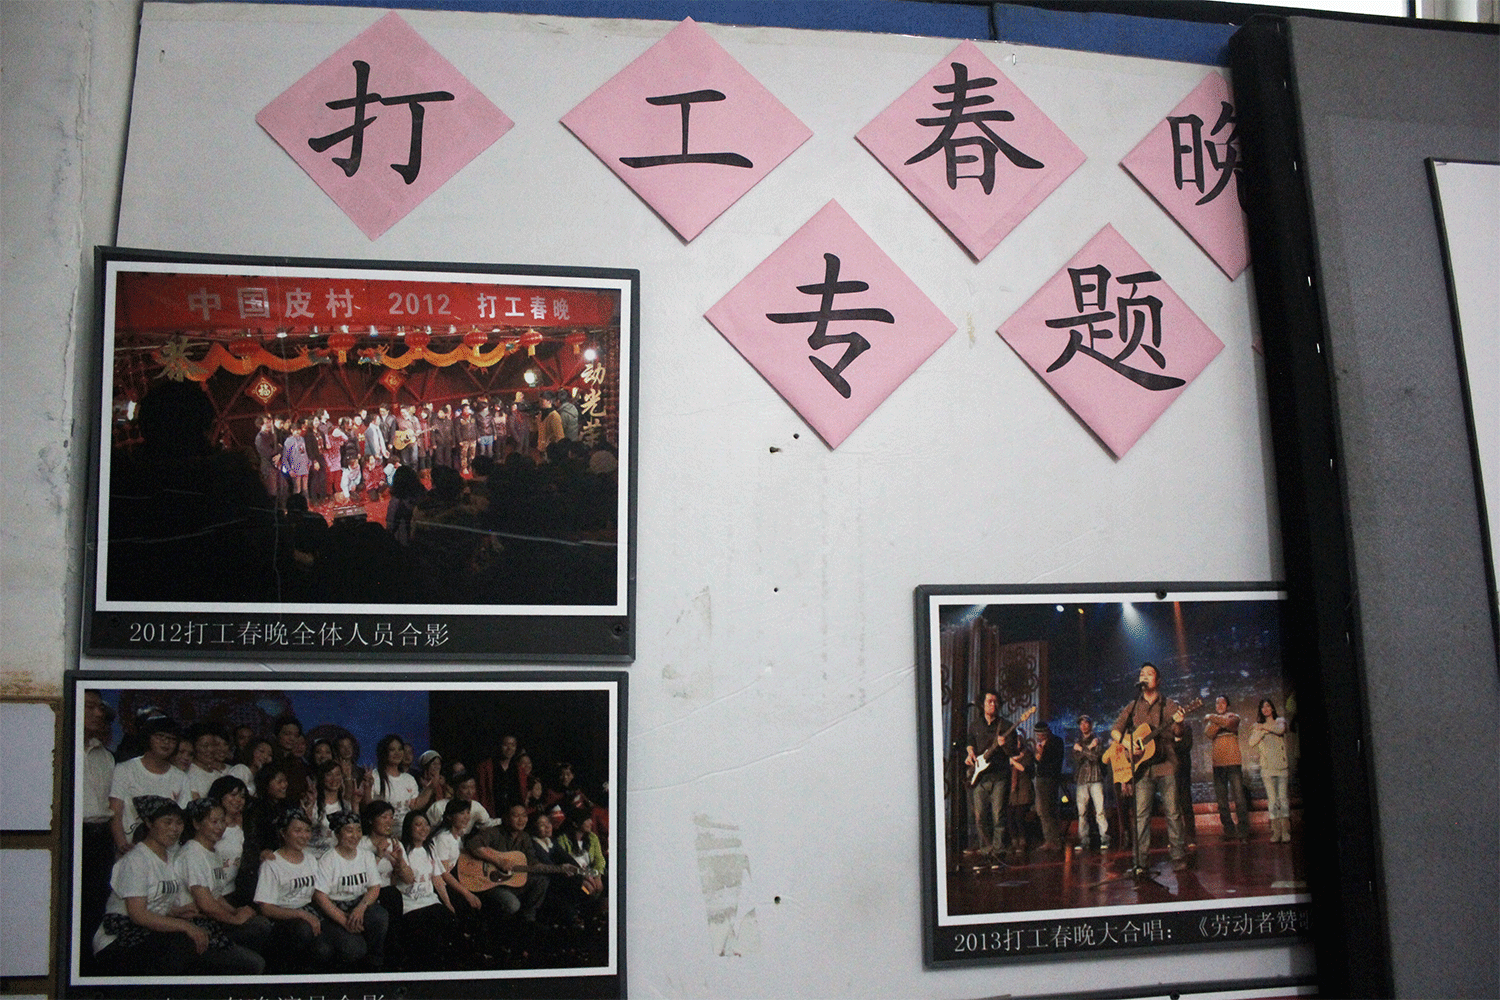 打工春晚
专题
中国皮村 2012 打工春晚
动光荣
福
2012打工春晚全体人员合影
2013打工春晚大合唱：《劳动者赞歌